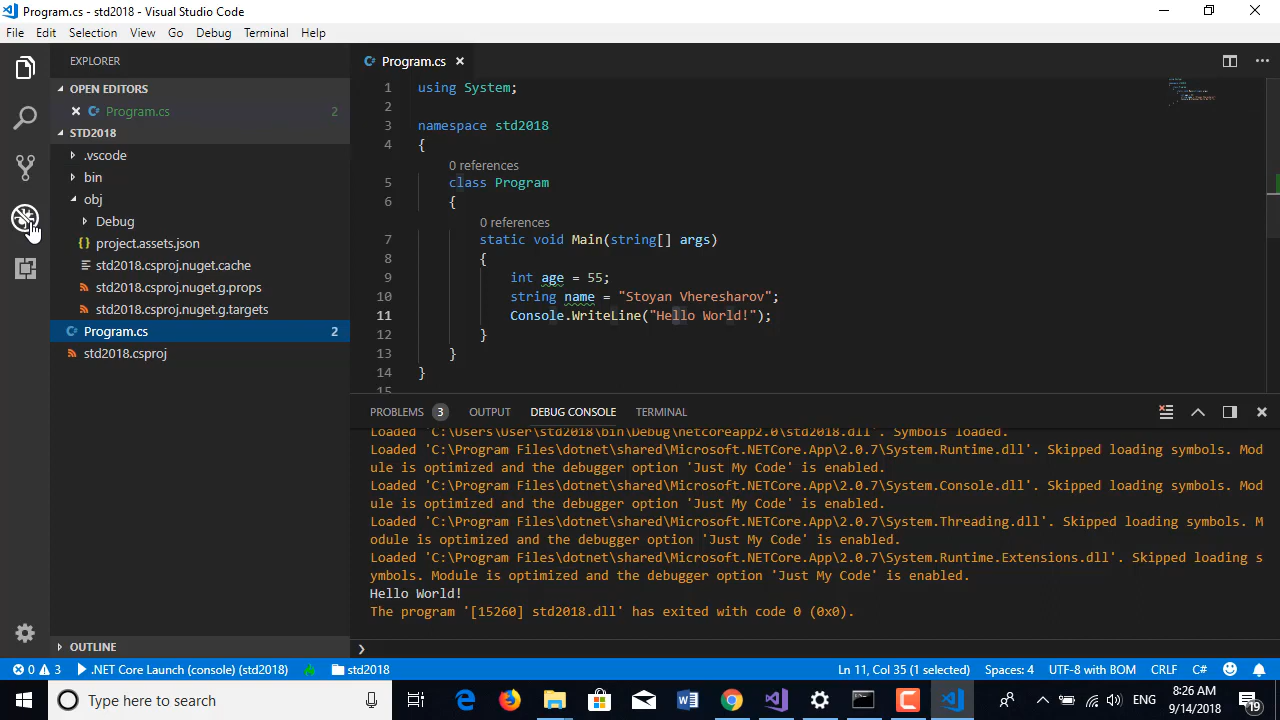 Program.cs - std2018 - Visual Studio Code
File Edit Selection View Go Debug Terminal Help
EXPLORER
OPEN EDITORS
Program.cs 2
STD2018
.vscode
bin
obj
Debug
{} project.assets.json
std2018.csproj.nuget.cache
std2018.csproj.nuget.g.props
std2018.csproj.nuget.g.targets
Program.cs 2
std2018.csproj
OUTLINE
Program.cs
1 using System;
2
3 namespace std2018
4 {
0 references
5 class Program
6 {
0 references
7 static void Main(string[] args)
8 {
9 int age = 55;
10 string name = "Stoyan Vheresharov";
11 Console.WriteLine("Hello World!");
12 }
13 }
14 }
15
PROBLEMS 3 OUTPUT DEBUG CONSOLE TERMINAL
Loaded 'C:\Users\User\std2018\bin\Debug\netcoreapp2.0\std2018.dll'. Symbols loaded.
Loaded 'C:\Program Files\dotnet\shared\Microsoft.NETCore.App\2.0.7\System.Runtime.dll'. Skipped loading symbols. Mod
ule is optimized and the debugger option 'Just My Code' is enabled.
Loaded 'C:\Program Files\dotnet\shared\Microsoft.NETCore.App\2.0.7\System.Console.dll'. Skipped loading symbols. Mod
ule is optimized and the debugger option 'Just My Code' is enabled.
Loaded 'C:\Program Files\dotnet\shared\Microsoft.NETCore.App\2.0.7\System.Threading.dll'. Skipped loading symbols. M
odule is optimized and the debugger option 'Just My Code' is enabled.
Loaded 'C:\Program Files\dotnet\shared\Microsoft.NETCore.App\2.0.7\System.Runtime.Extensions.dll'. Skipped loading s
ymbols. Module is optimized and the debugger option 'Just My Code' is enabled.
Hello World!
The program '[15260] std2018.dll' has exited with code 0 (0x0).
0 3 .NET Core Launch (console) (std2018) std2018 Ln 11, Col 35 (1 selected) Spaces: 4 UTF-8 with BOM CRLF C#
Type here to search
ENG
8:26 AM
9/14/2018
19